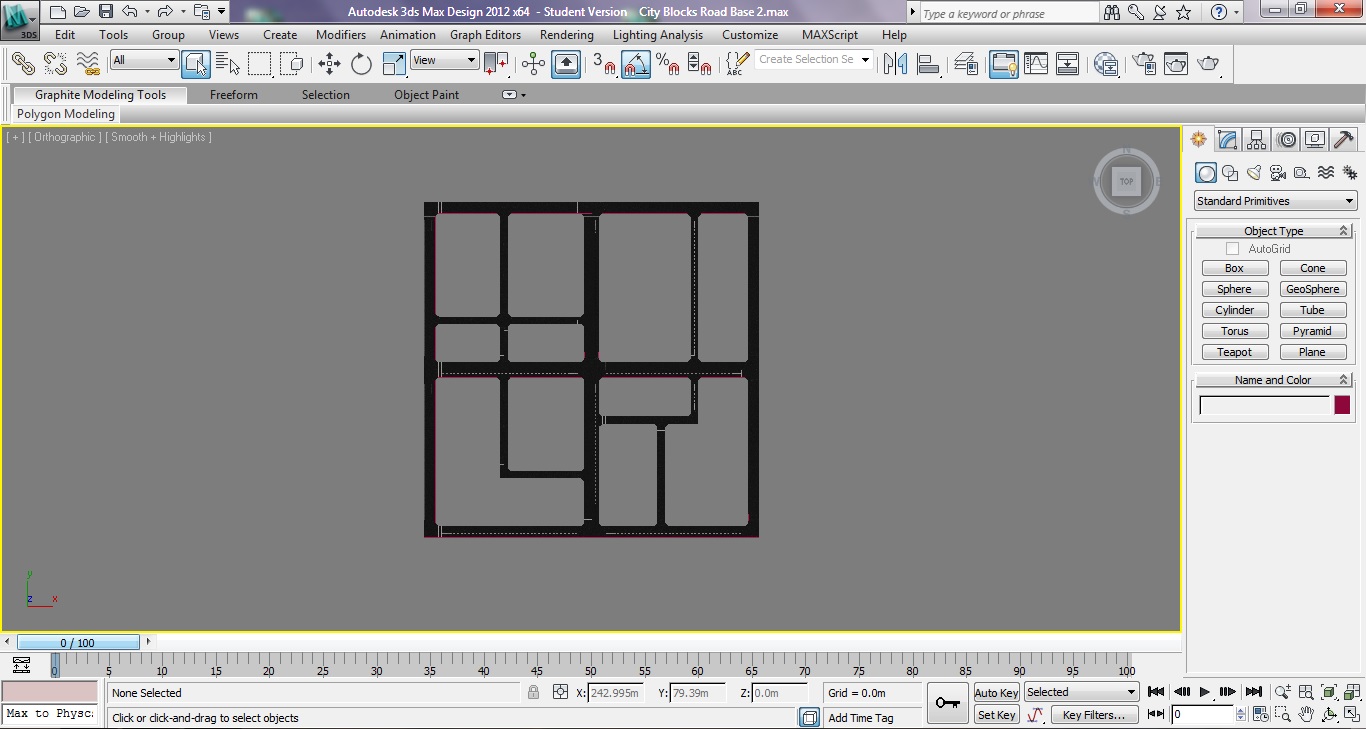 Autodesk 3ds Max Design 2012 x64 - Student Version City Blocks Road Base 2.max
Type a keyword or phrase
3DS
Edit Tools Group Views Create Modifiers Animation Graph Editors Rendering Lighting Analysis Customize MAXScript Help
All View 3 ABC Create Selection Se
Graphite Modeling Tools Freeform Selection Object Paint
Polygon Modeling
[ + ] [ Orthographic ] [ Smooth + Highlights ]
TOP
Standard Primitives
Object Type
AutoGrid
Box Cone
Sphere GeoSphere
Cylinder Tube
Torus Pyramid
Teapot Plane
Name and Color
y
z x
0 / 100
0 5 10 15 20 25 30 35 40 45 50 55 60 65 70 75 80 85 90 95 100
None Selected X: 242.995m Y: 79.39m Z: 0.0m Grid = 0.0m Auto Key Selected
Max to Physc: Click or click-and-drag to select objects Add Time Tag Set Key Key Filters... 0